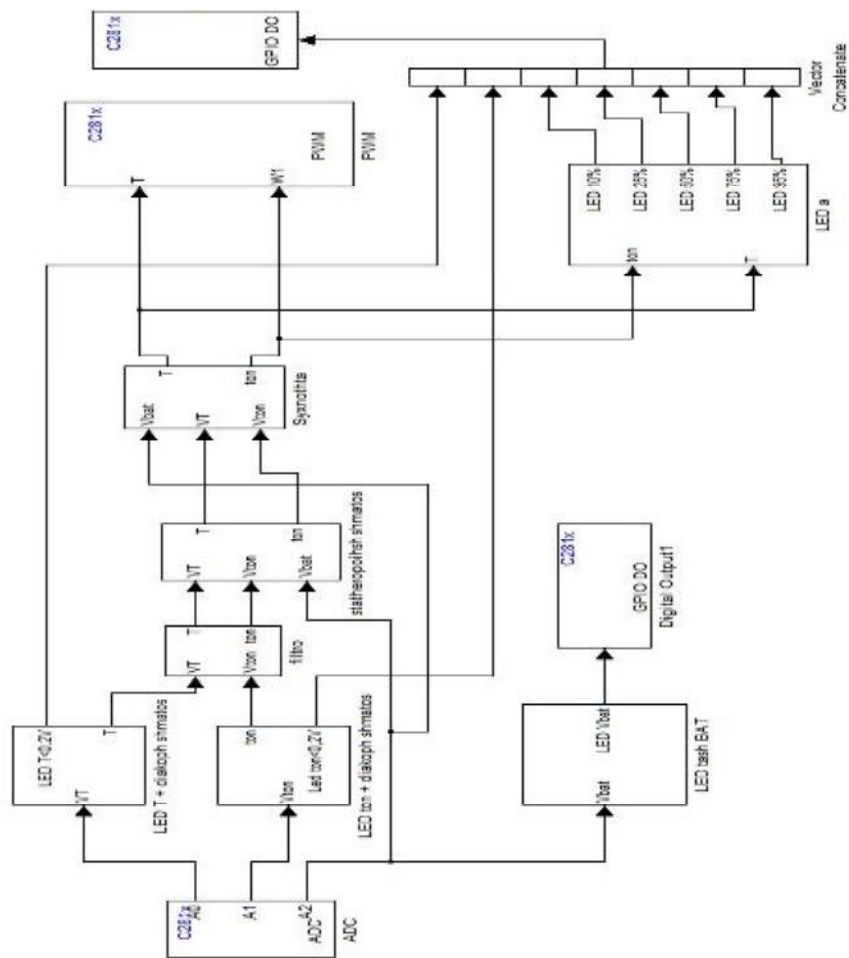 C281x
A0
A1
A2
ADC
ADC
VT
LED T<0,2V
T
LED T + diakoph shmatos
Vton
ton
Led ton<0,2V
LED ton + diakoph shmatos
VT
T
Vton
ton
filtro
VT
T
Vton
Vbat
ton
statheropoihsh shmatos
Vbat
VT
Vton
T
ton
Syxnothta
C281x
T
W1
PWM
PWM
C281x
GPIO DO
Vbat
LED Vbat
LED tash BAT
C281x
GPIO DO
Digital Output1
ton
T
LED 10%
LED 25%
LED 50%
LED 75%
LED 95%
LED a
Vector
Concatenate